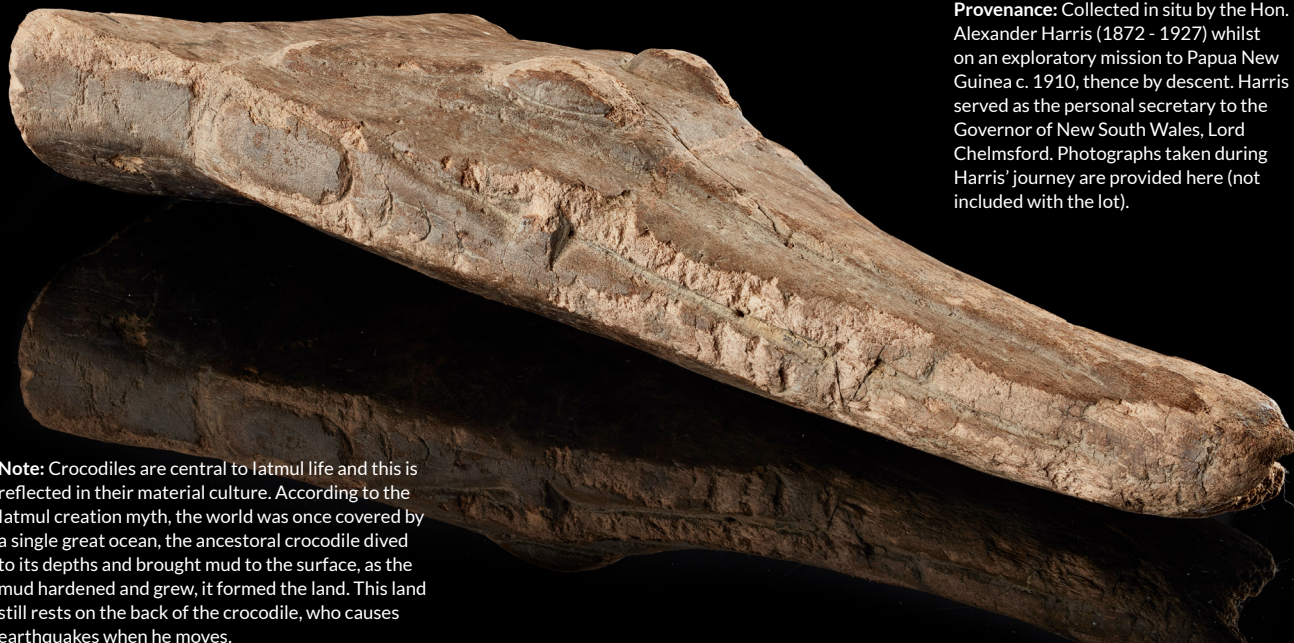 Provenance: Collected in situ by the Hon.
Alexander Harris (1872 - 1927) whilst
on an exploratory mission to Papua New
Guinea c. 1910, thence by descent. Harris
served as the personal secretary to the
Governor of New South Wales, Lord
Chelmsford. Photographs taken during
Harris’ journey are provided here (not
included with the lot).
Note: Crocodiles are central to Iatmul life and this is
reflected in their material culture. According to the
Iatmul creation myth, the world was once covered by
a single great ocean, the ancestoral crocodile dived
to its depths and brought mud to the surface, as the
mud hardened and grew, it formed the land. This land
still rests on the back of the crocodile, who causes
earthquakes when he moves.